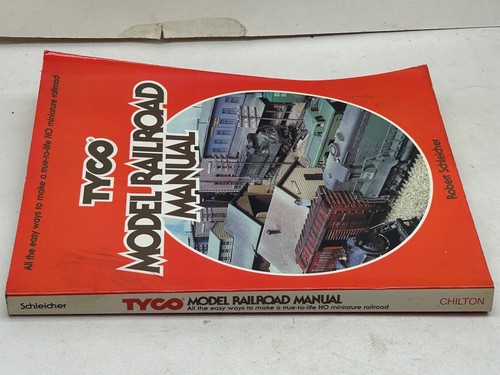 All the easy ways to make a true-to-life HO miniature railroad
TYCO®
MODEL RAILROAD
MANUAL
Robert Schleicher
Schleicher
TYCO® MODEL RAILROAD MANUAL
All the easy ways to make a true-to-life HO miniature railroad
CHILTON